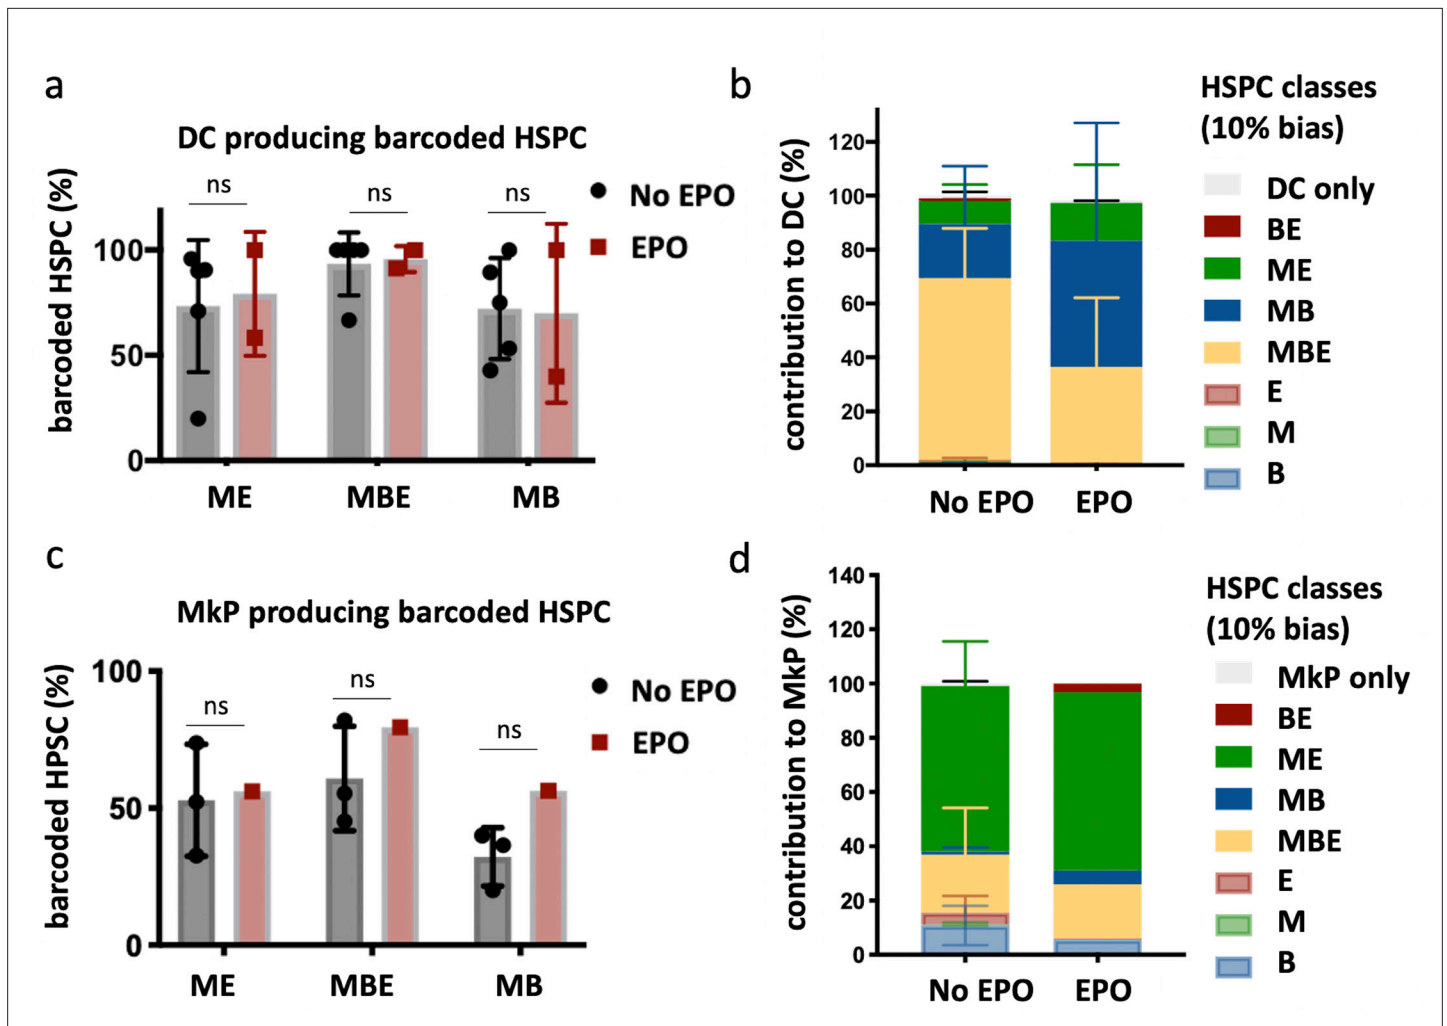 a
DC producing barcoded HSPC
barcoded HSPC (%)
100
50
0
ns
ns
ns
No EPO
EPO
ME
MBE
MB
b
contribution to DC (%)
120
100
80
60
40
20
0
No EPO
EPO
HSPC classes
(10% bias)
DC only
BE
ME
MB
MBE
E
M
B
c
MkP producing barcoded HSPC
barcoded HPSC (%)
100
50
0
ns
ns
ns
No EPO
EPO
ME
MBE
MB
d
contribution to MkP (%)
140
120
100
80
60
40
20
0
No EPO
EPO
HSPC classes
(10% bias)
MkP only
BE
ME
MB
MBE
E
M
B